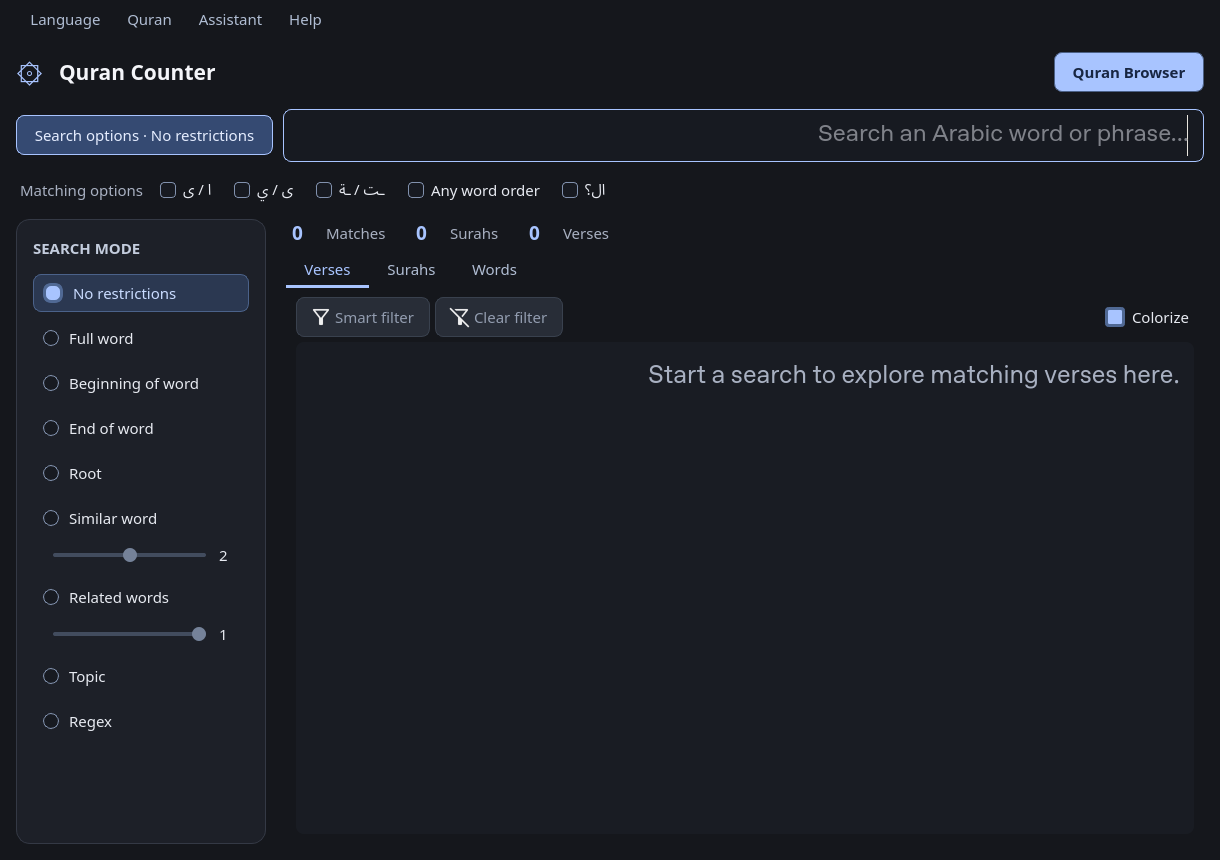 Language Quran Assistant Help
Quran Counter
Quran Browser
Search options · No restrictions
Search an Arabic word or phrase...
Matching options ا / ى ى / ي ـت / ـة Any word order ال؟
SEARCH MODE
No restrictions
Full word
Beginning of word
End of word
Root
Similar word
2
Related words
1
Topic
Regex
0 Matches 0 Surahs 0 Verses
Verses Surahs Words
Smart filter Clear filter Colorize
Start a search to explore matching verses here.